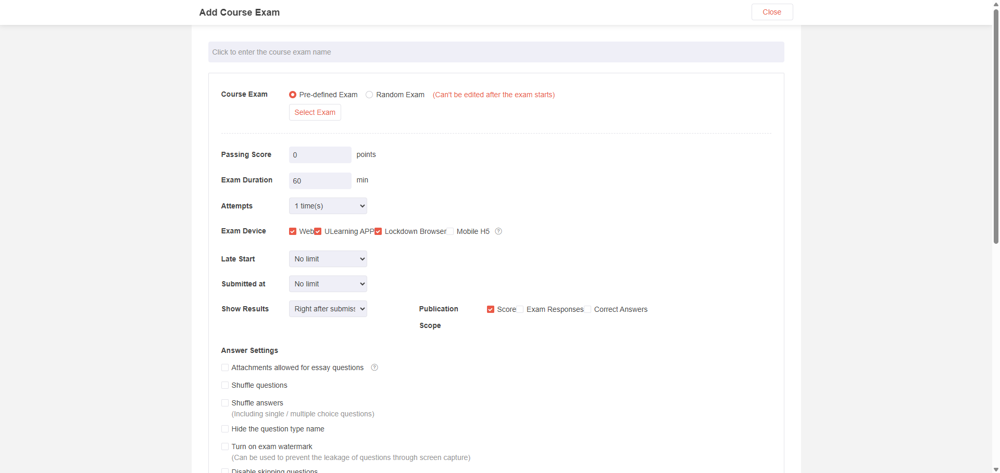 Add Course Exam
Close
Click to enter the course exam name
Course Exam
Pre-defined Exam
Random Exam
(Can't be edited after the exam starts)
Select Exam
Passing Score
0
points
Exam Duration
60
min
Attempts
1 time(s)
Exam Device
Web
ULearning APP
Lockdown Browser
Mobile H5
?
Late Start
No limit
Submitted at
No limit
Show Results
Right after submiss
Publication
Scope
Score
Exam Responses
Correct Answers
Answer Settings
Attachments allowed for essay questions
?
Shuffle questions
Shuffle answers
(Including single / multiple choice questions)
Hide the question type name
Turn on exam watermark
(Can be used to prevent the leakage of questions through screen capture)
Disable skipping questions